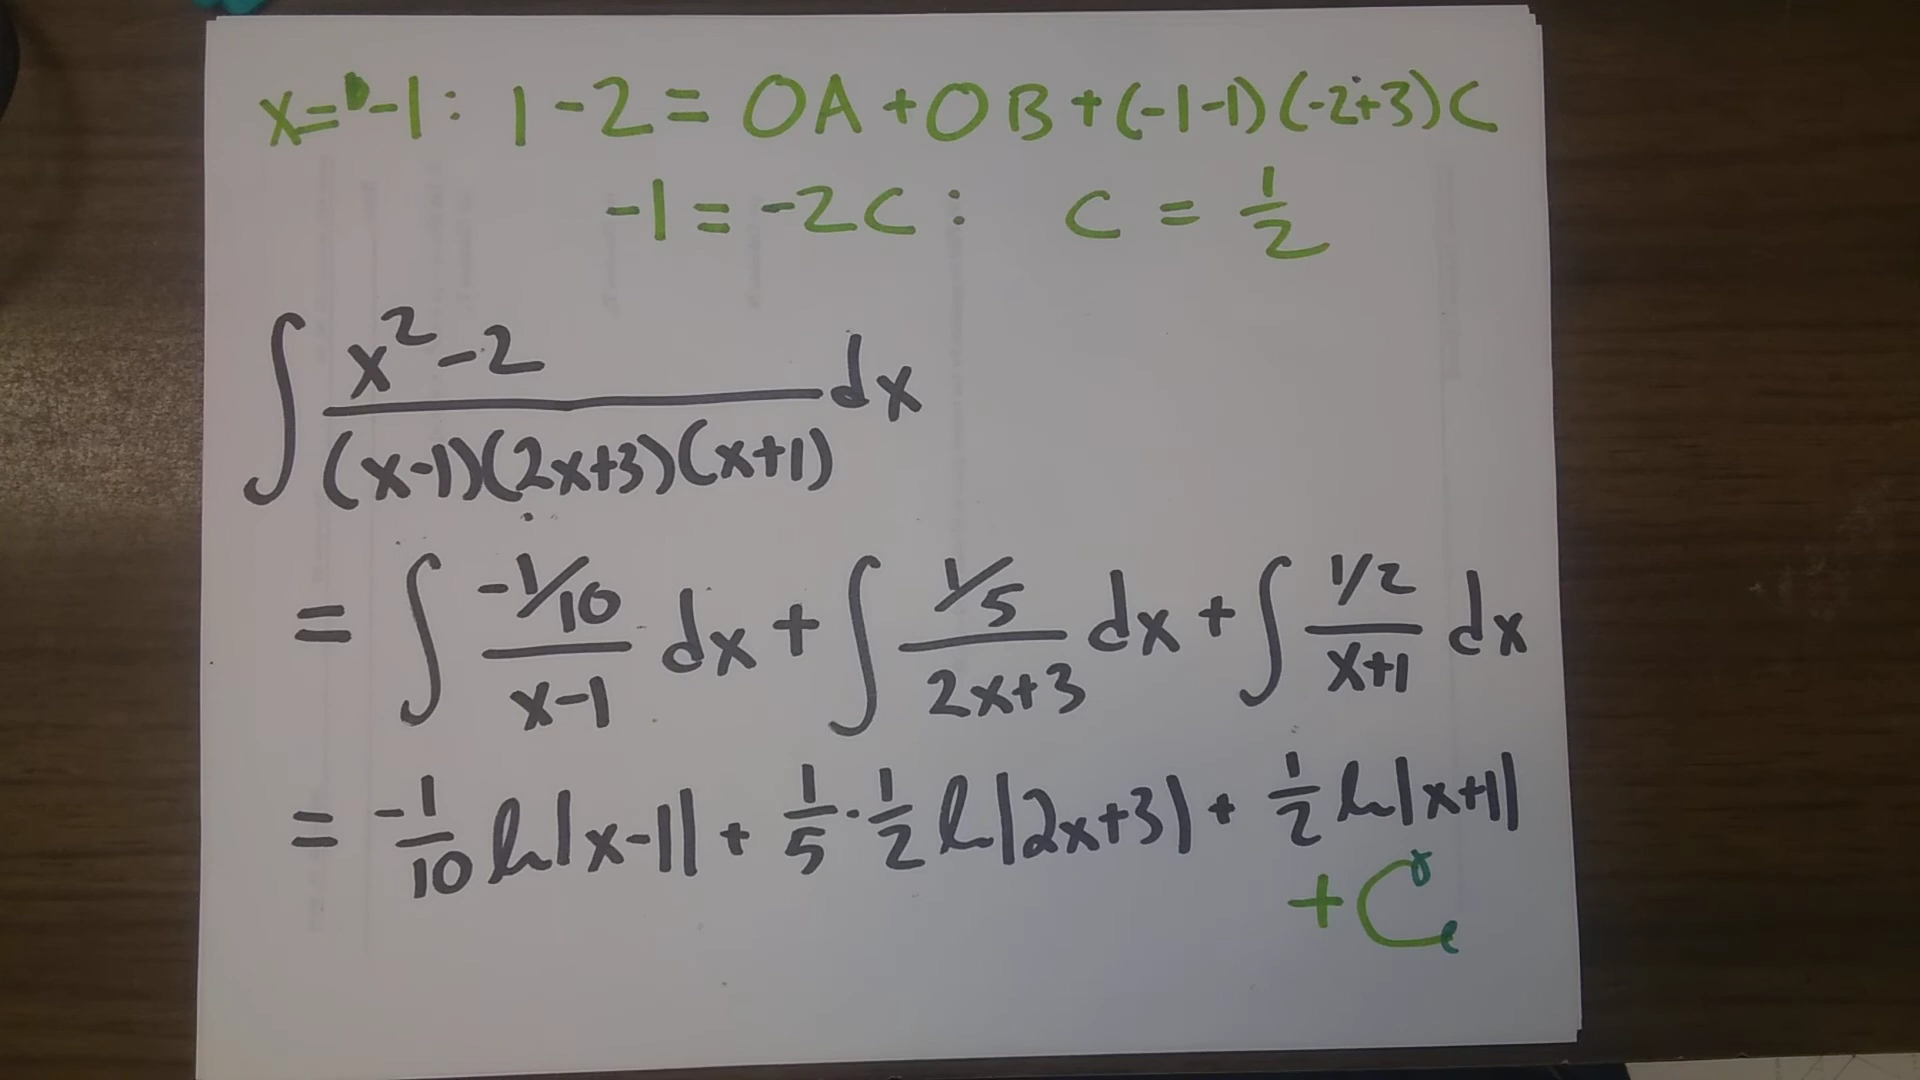 x=-1: 1-2=0A+0B+(-1-1)(-2+3)C
-1=-2C: C=1/2
∫ (x²-2)/((x-1)(2x+3)(x+1)) dx
= ∫ (-1/10)/(x-1) dx + ∫ (1/5)/(2x+3) dx + ∫ (1/2)/(x+1) dx
= -1/10 ln|x-1| + 1/5 · 1/2 ln|2x+3| + 1/2 ln|x+1|
+C